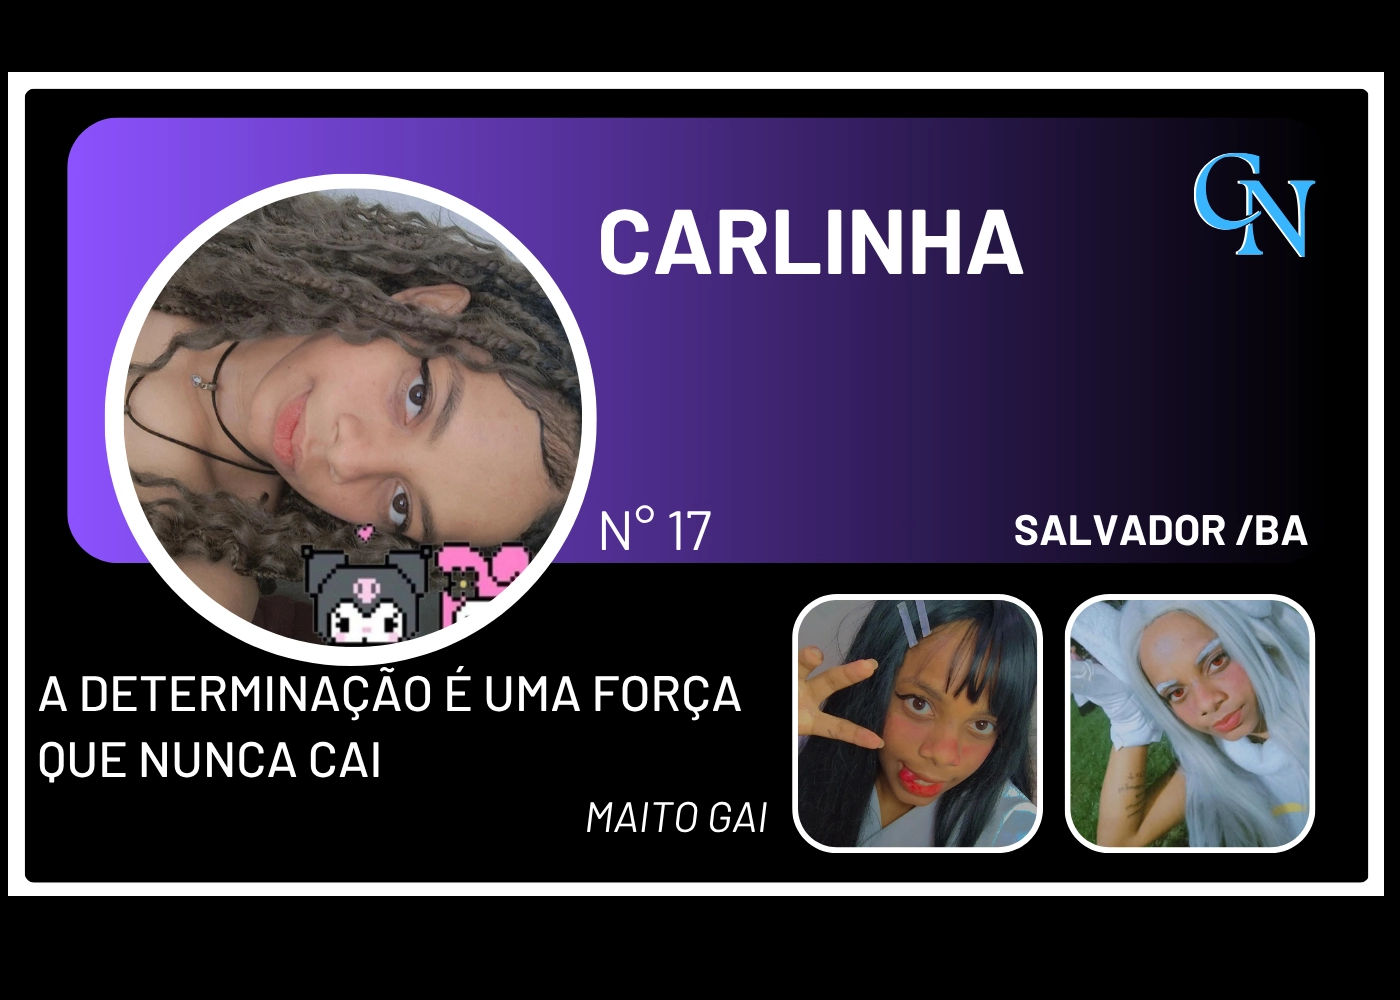 CARLINHA
CN
N° 17
SALVADOR /BA
A DETERMINAÇÃO É UMA FORÇA
QUE NUNCA CAI
MAITO GAI